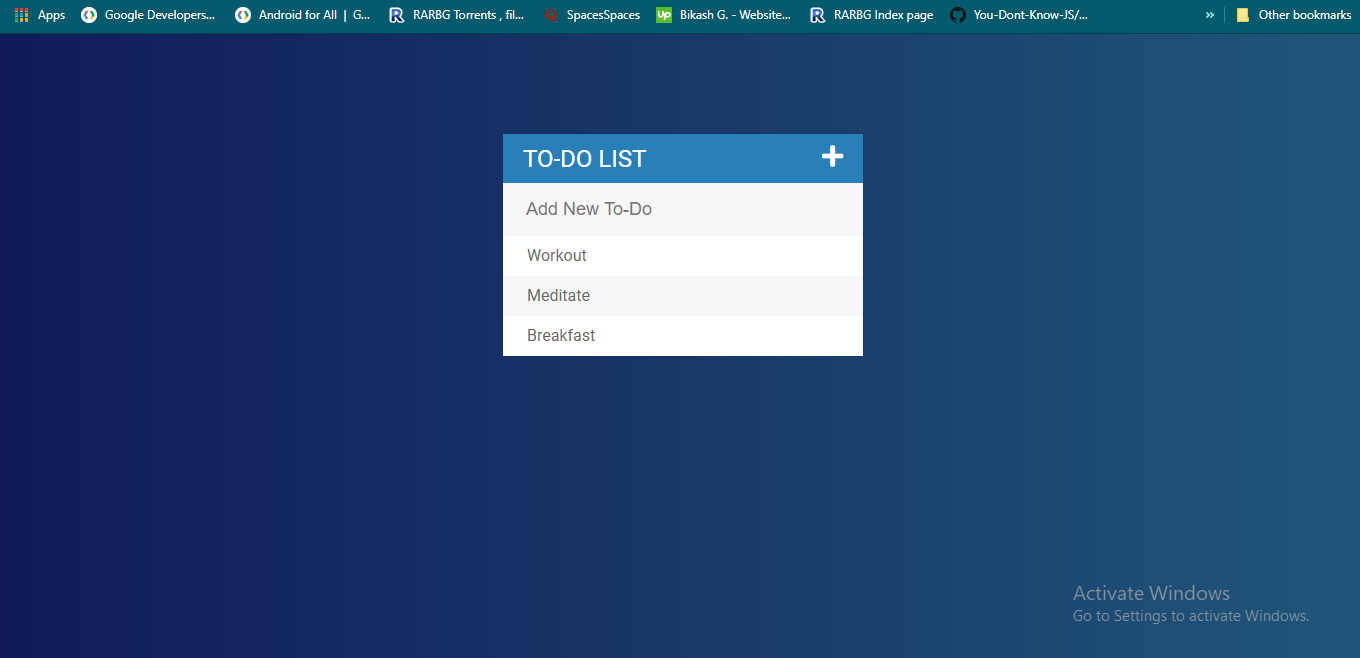 Apps Google Developers... Android for All | G... RARBG Torrents , fil... SpacesSpaces Up Bikash G. - Website... RARBG Index page You-Dont-Know-JS/... » Other bookmarks
TO-DO LIST
Add New To-Do
Workout
Meditate
Breakfast
Activate Windows
Go to Settings to activate Windows.